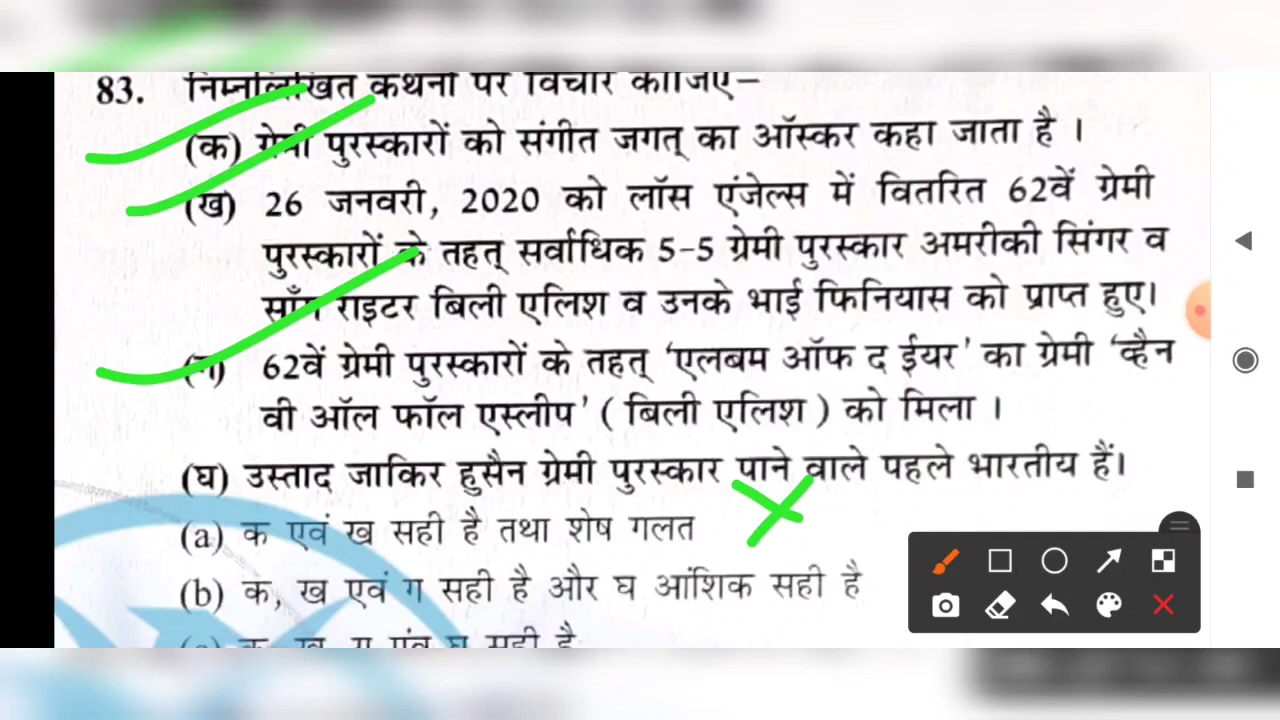 83. निम्नलिखित कथनों पर विचार कीजिए–
(क) ग्रेमी पुरस्कारों को संगीत जगत् का ऑस्कर कहा जाता है ।
(ख) 26 जनवरी, 2020 को लॉस एंजेल्स में वितरित 62वें ग्रेमी
पुरस्कारों के तहत् सर्वाधिक 5-5 ग्रेमी पुरस्कार अमरीकी सिंगर व
साँग राइटर बिली एलिश व उनके भाई फिनियास को प्राप्त हुए।
(ग) 62वें ग्रेमी पुरस्कारों के तहत् 'एलबम ऑफ द ईयर' का ग्रेमी 'व्हैन
वी ऑल फॉल एस्लीप' ( बिली एलिश ) को मिला ।
(घ) उस्ताद जाकिर हुसैन ग्रेमी पुरस्कार पाने वाले पहले भारतीय हैं।
(a) क एवं ख सही है तथा शेष गलत
(b) क, ख एवं ग सही है और घ आंशिक सही है
(c) क, ख, ग एंव घ सही है